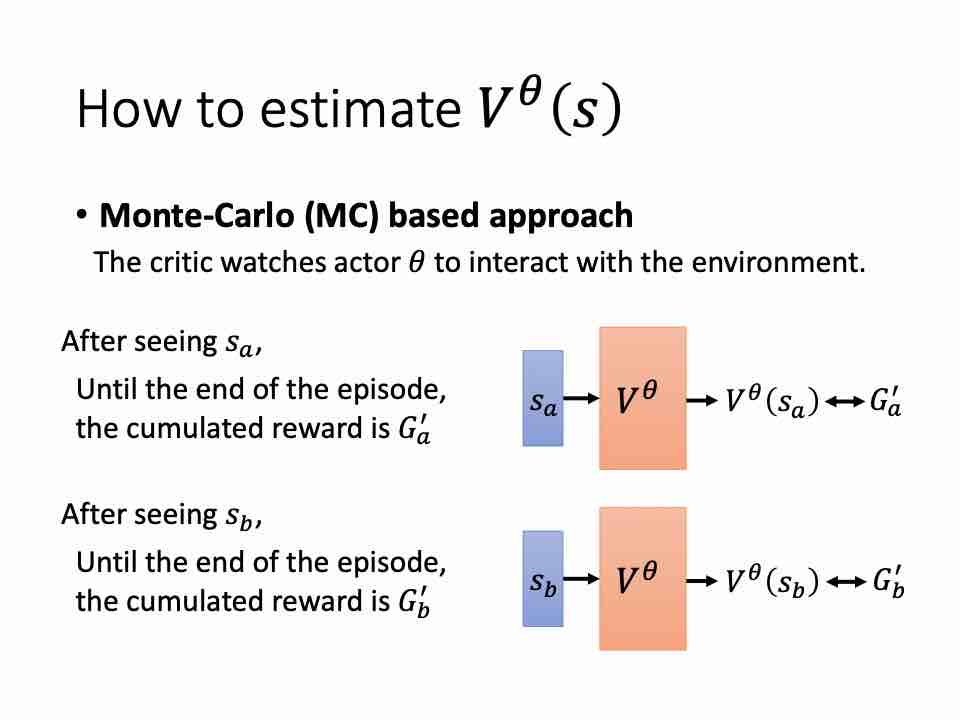 How to estimate $V^{\theta}(s)$
• Monte-Carlo (MC) based approach
The critic watches actor $\theta$ to interact with the environment.
After seeing $s_a$,
Until the end of the episode,
the cumulated reward is $G'_a$
$s_a$ → $V^{\theta}$ → $V^{\theta}(s_a)$ ↔ $G'_a$
After seeing $s_b$,
Until the end of the episode,
the cumulated reward is $G'_b$
$s_b$ → $V^{\theta}$ → $V^{\theta}(s_b)$ ↔ $G'_b$